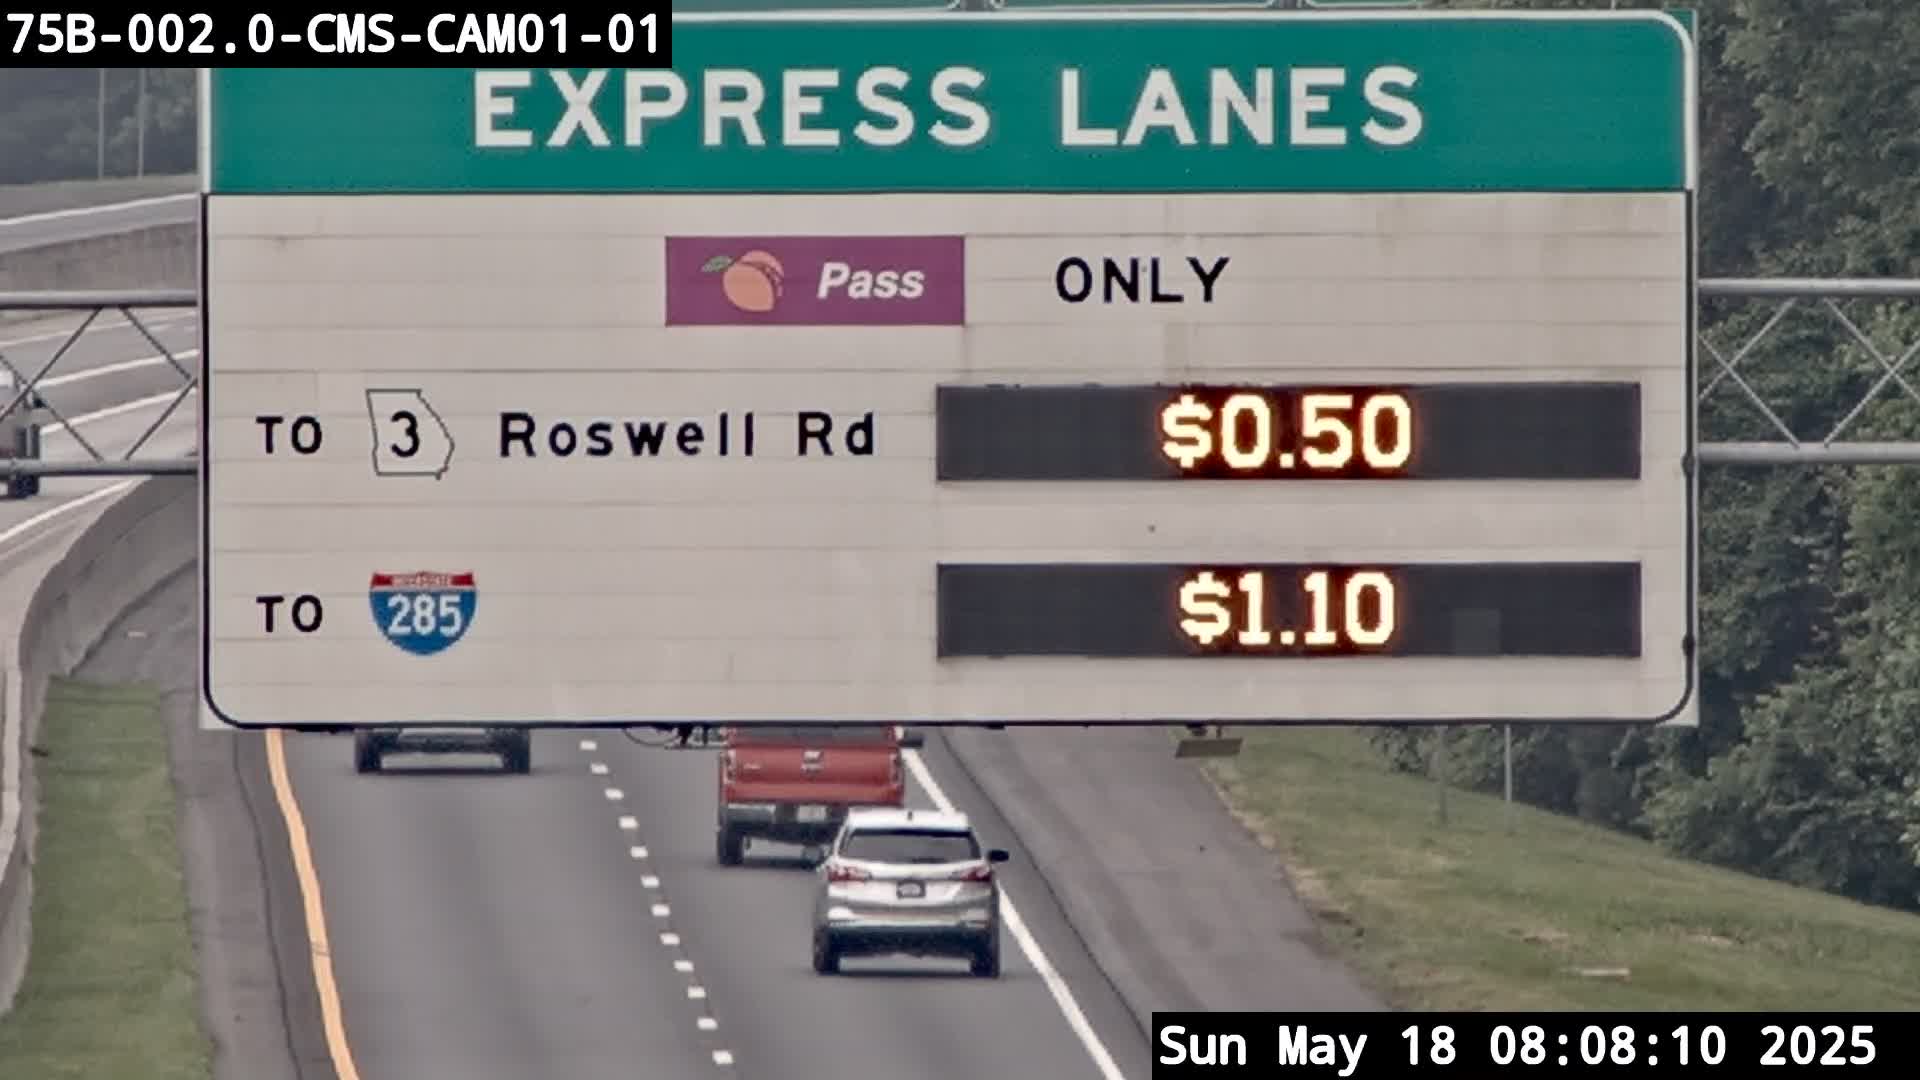 75B-002.0-CMS-CAM01-01
EXPRESS LANES
Pass ONLY
TO 3 Roswell Rd $0.50
INTERSTATE
TO 285 $1.10
Sun May 18 08:08:10 2025